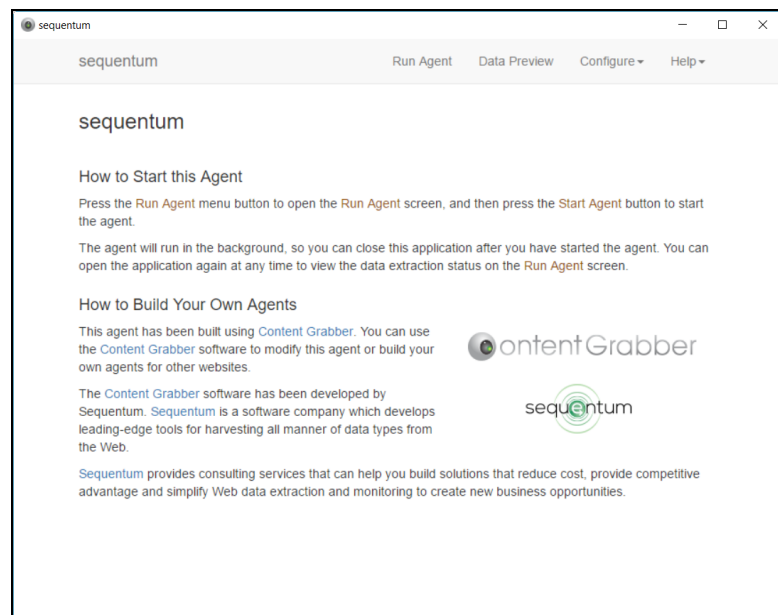 sequentum
sequentum
Run Agent
Data Preview
Configure
Help
sequentum
How to Start this Agent
Press the Run Agent menu button to open the Run Agent screen, and then press the Start Agent button to start
the agent.
The agent will run in the background, so you can close this application after you have started the agent. You can
open the application again at any time to view the data extraction status on the Run Agent screen.
How to Build Your Own Agents
This agent has been built using Content Grabber. You can use
the Content Grabber software to modify this agent or build your
own agents for other websites.
The Content Grabber software has been developed by
Sequentum. Sequentum is a software company which develops
leading-edge tools for harvesting all manner of data types from
the Web.
ContentGrabber
sequentum
Sequentum provides consulting services that can help you build solutions that reduce cost, provide competitive
advantage and simplify Web data extraction and monitoring to create new business opportunities.